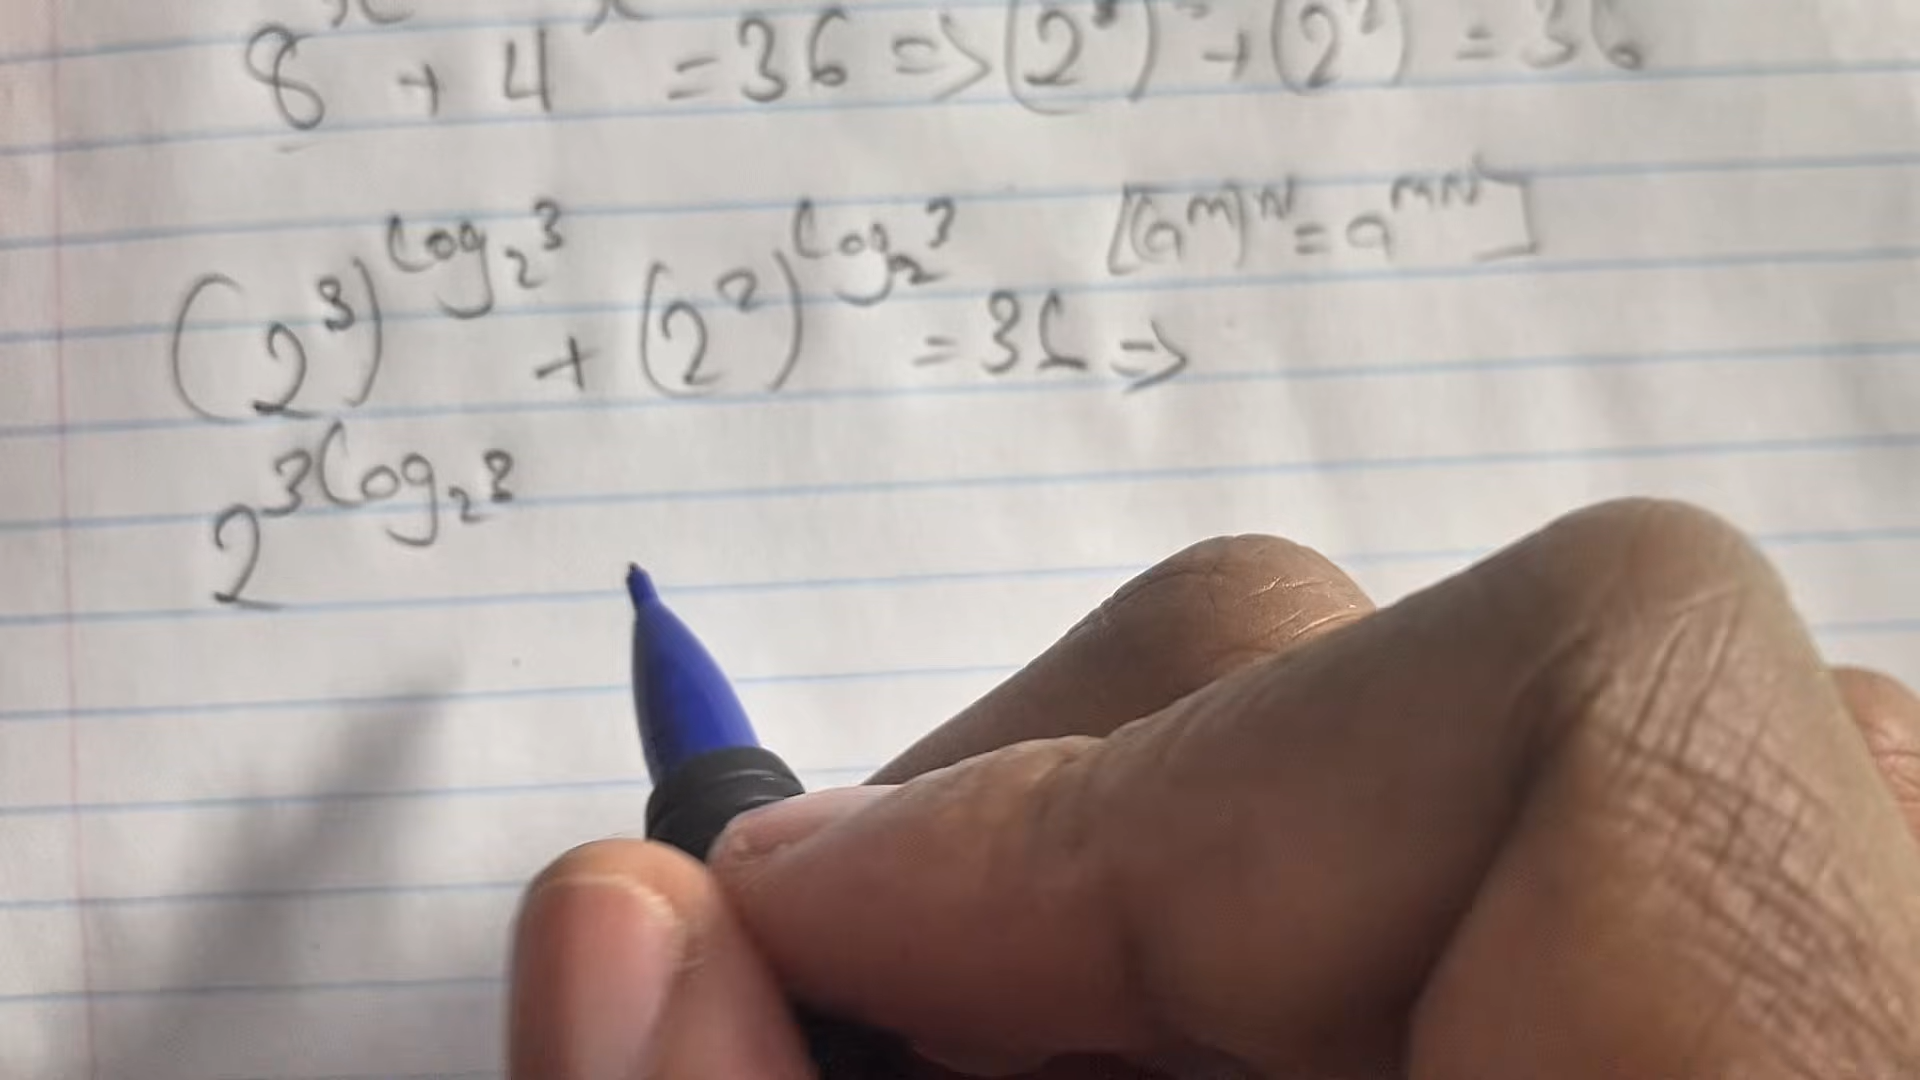 8^x + 4^x = 36 => (2^3)^x + (2^2)^x = 36
(2^3)^log_2 3 + (2^2)^log_2 3 = 36 => [(a^m)^n = a^mn]
2^3log_2 3